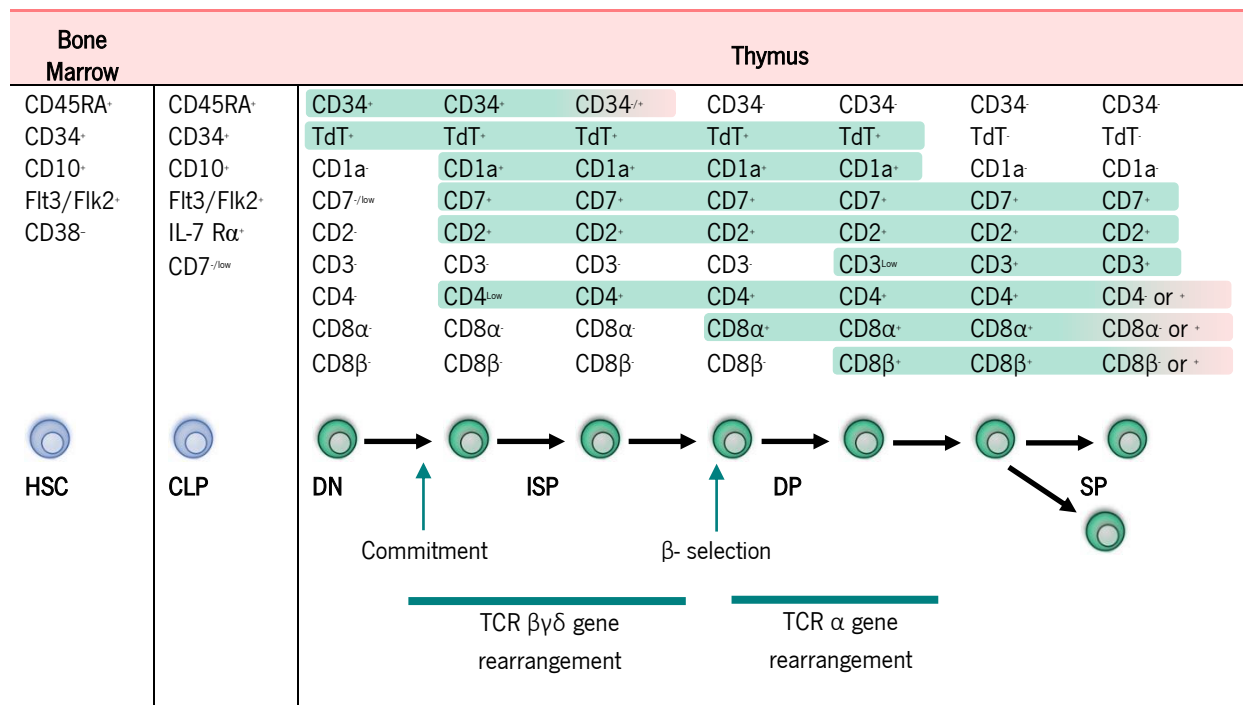 Bone
Marrow
Thymus
CD45RA⁺ CD45RA⁺ CD34⁺ CD34⁺ CD34⁻/⁺ CD34⁻ CD34⁻ CD34⁻ CD34⁻
CD34⁺ CD34⁺ TdT⁺ TdT⁺ TdT⁺ TdT⁺ TdT⁺ TdT⁻ TdT⁻
CD10⁺ CD10⁺ CD1a⁻ CD1a⁺ CD1a⁺ CD1a⁺ CD1a⁺ CD1a⁻ CD1a⁻
Flt3/Flk2⁺ Flt3/Flk2⁺ CD7⁻/ˡᵒʷ CD7⁺ CD7⁺ CD7⁺ CD7⁺ CD7⁺ CD7⁺
CD38⁻ IL-7 Rα⁺ CD2⁻ CD2⁺ CD2⁺ CD2⁺ CD2⁺ CD2⁺ CD2⁺
CD7⁻/ˡᵒʷ CD3⁻ CD3⁻ CD3⁻ CD3⁻ CD3ᴸᵒʷ CD3⁺ CD3⁺
CD4⁻ CD4ᴸᵒʷ CD4⁺ CD4⁺ CD4⁺ CD4⁺ CD4⁻ or ⁺
CD8α⁻ CD8α⁻ CD8α⁻ CD8α⁺ CD8α⁺ CD8α⁺ CD8α⁻ or ⁺
CD8β⁻ CD8β⁻ CD8β⁻ CD8β⁻ CD8β⁺ CD8β⁺ CD8β⁻ or ⁺
HSC CLP DN ISP DP SP
Commitment β- selection
TCR βγδ gene TCR α gene
rearrangement rearrangement